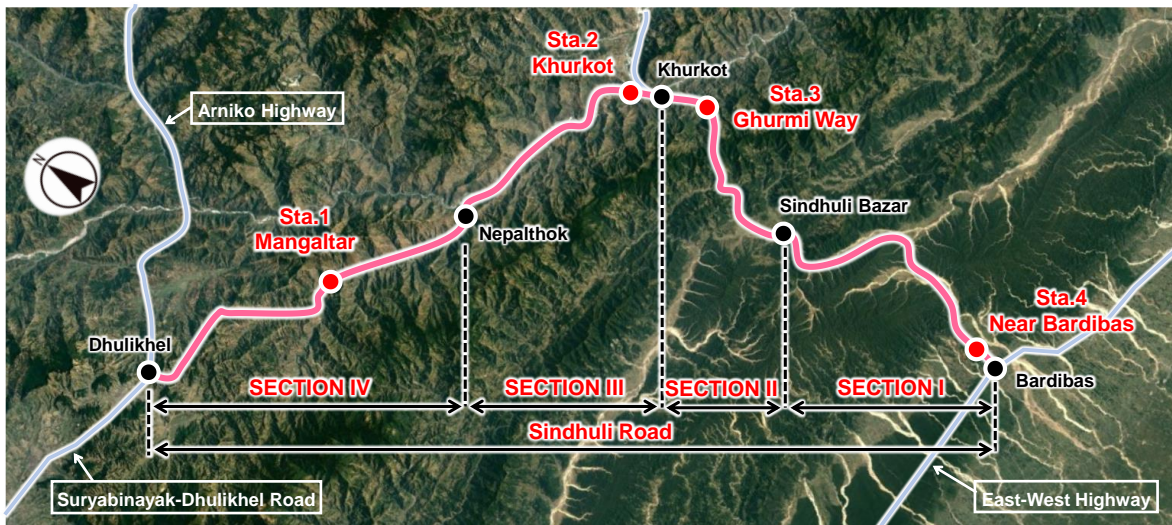 Sta.2
Khurkot
Khurkot
Sta.3
Ghurmi Way
Arniko Highway
N
Sta.1
Mangaltar
Nepalthok
Sindhuli Bazar
Sta.4
Near Bardibas
Dhulikhel
Bardibas
SECTION IV
SECTION III
SECTION II
SECTION I
Sindhuli Road
Suryabinayak-Dhulikhel Road
East-West Highway